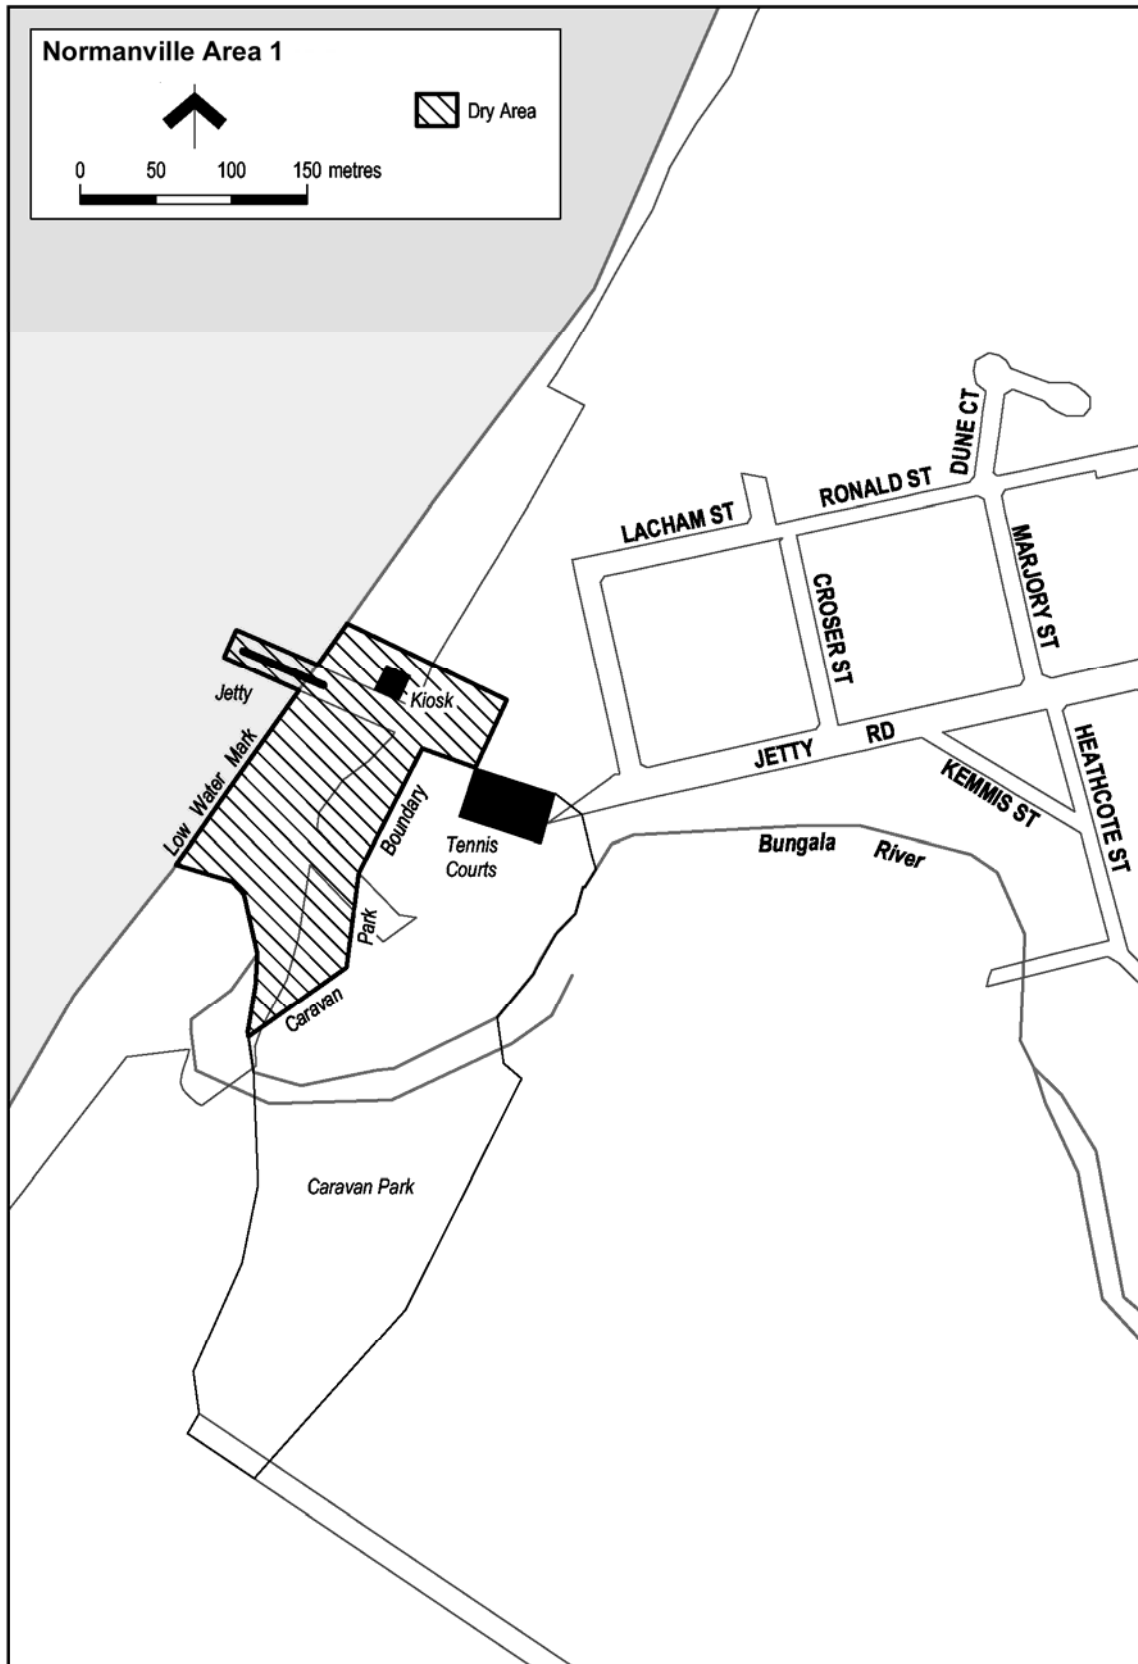 Normanville Area 1
Dry Area
0 50 100 150 metres
DUNE CT
RONALD ST
LACHAM ST
MARJORY ST
CROSER ST
Jetty
Kiosk
Low Water Mark
JETTY RD
HEATHCOTE ST
KEMMIS ST
Boundary
Tennis
Courts
Bungala River
Park
Caravan
Caravan Park